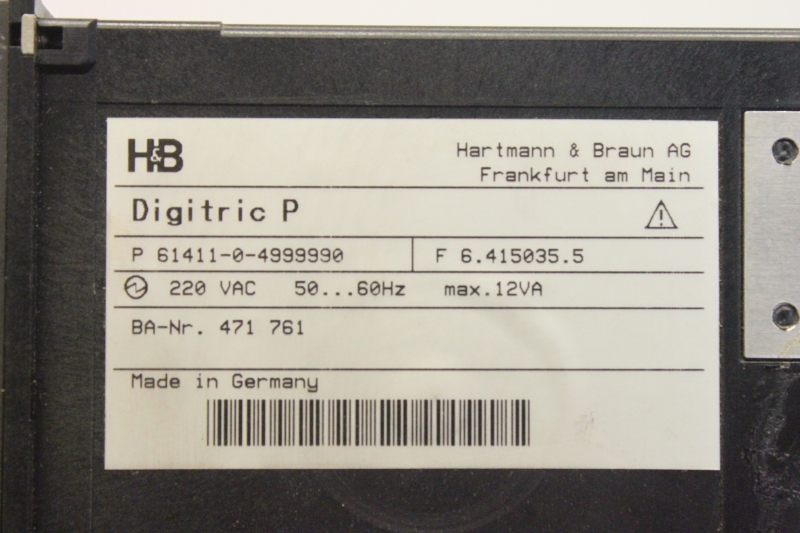 H&B
Hartmann & Braun AG
Frankfurt am Main
Digitric P
P 61411-0-4999990 F 6.415035.5
220 VAC 50...60Hz max.12VA
BA-Nr. 471 761
Made in Germany